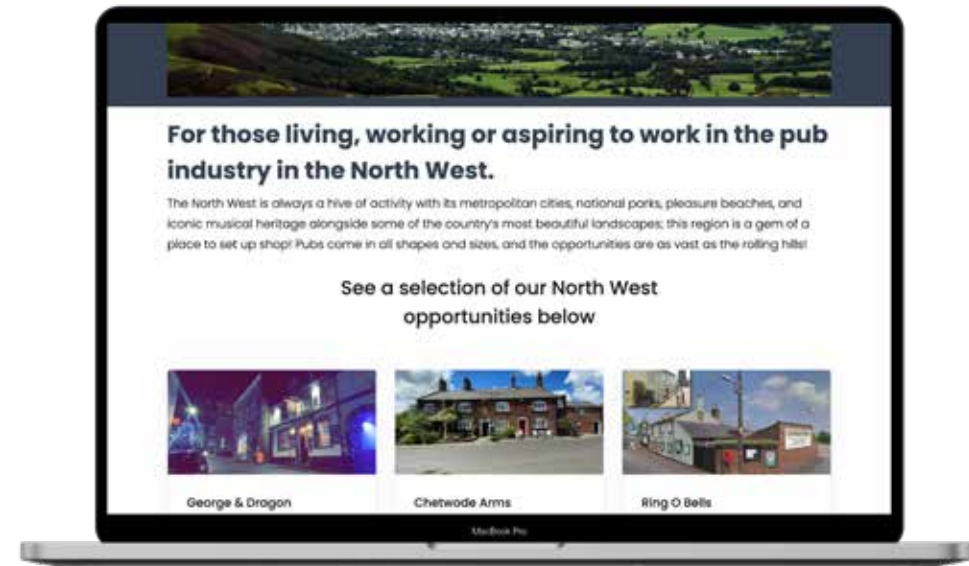 For those living, working or aspiring to work in the pub
industry in the North West.
The North West is always a hive of activity with its metropolitan cities, national parks, pleasure beaches, and
iconic musical heritage alongside some of the country's most beautiful landscapes; this region is a gem of a
place to set up shop! Pubs come in all shapes and sizes, and the opportunities are as vast as the rolling hills!
See a selection of our North West
opportunities below
George & Dragon
Chetwode Arms
Ring O Bells
MacBook Pro